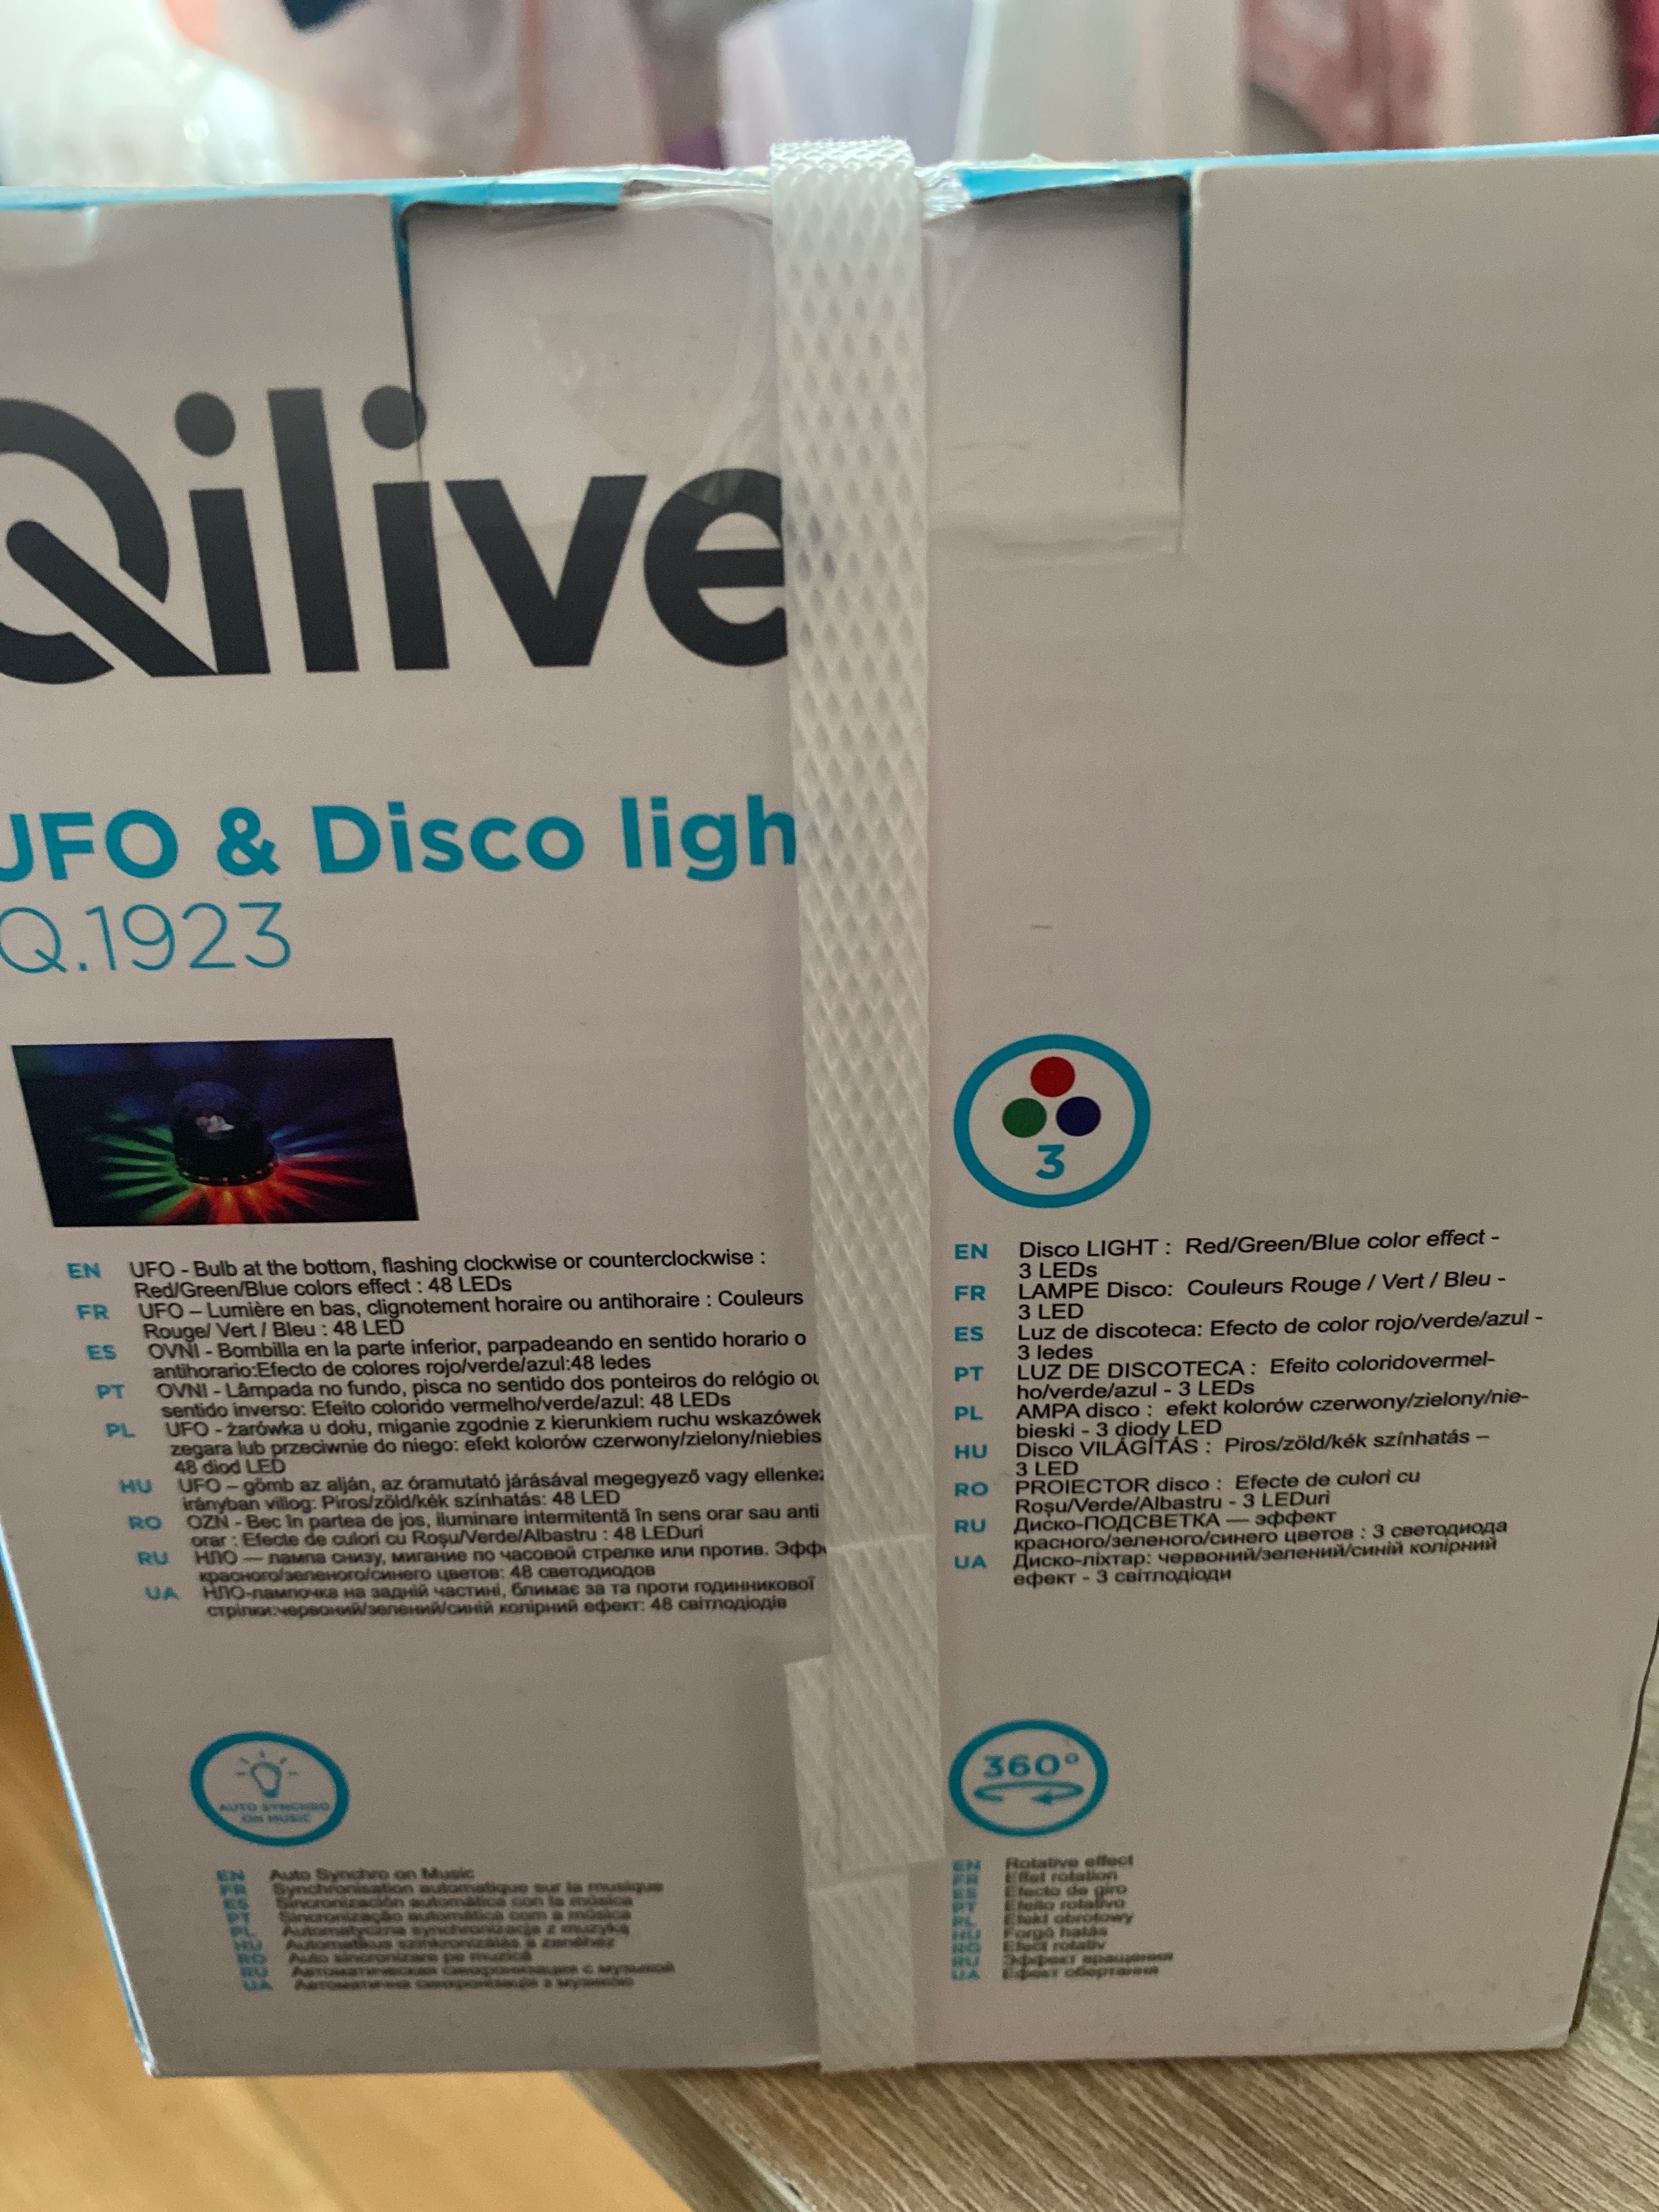 Qilive
UFO & Disco ligh
Q.1923
EN UFO - Bulb at the bottom, flashing clockwise or counterclockwise :
Red/Green/Blue colors effect : 48 LEDs
FR UFO – Lumière en bas, clignotement horaire ou antihoraire : Couleurs
Rouge/ Vert / Bleu : 48 LED
ES OVNI - Bombilla en la parte inferior, parpadeando en sentido horario o
antihorario:Efecto de colores rojo/verde/azul:48 ledes
PT OVNI - Lâmpada no fundo, pisca no sentido dos ponteiros do relógio ou
sentido inverso: Efeito colorido vermelho/verde/azul: 48 LEDs
PL UFO - żarówka u dołu, miganie zgodnie z kierunkiem ruchu wskazówek
zegara lub przeciwnie do niego: efekt kolorów czerwony/zielony/niebies
48 diod LED
HU UFO – gömb az alján, az óramutató járásával megegyező vagy ellenkez
irányban villog: Piros/zöld/kék színhatás: 48 LED
RO OZN - Bec în partea de jos, iluminare intermitentă în sens orar sau anti
orar : Efecte de culori cu Roșu/Verde/Albastru : 48 LEDuri
RU НЛО — лампа снизу, мигание по часовой стрелке или против. Эфф
красного/зеленого/синего цветов: 48 светодиодов
UA НЛО-лампочка на задній частині, блимає за та проти годинникової
стрілки:червоний/зелений/синій колірний ефект: 48 світлодіодів
3
EN Disco LIGHT : Red/Green/Blue color effect -
3 LEDs
FR LAMPE Disco: Couleurs Rouge / Vert / Bleu -
3 LED
ES Luz de discoteca: Efecto de color rojo/verde/azul -
3 ledes
PT LUZ DE DISCOTECA : Efeito coloridovermel-
ho/verde/azul - 3 LEDs
PL AMPA disco : efekt kolorów czerwony/zielony/nie-
bieski - 3 diody LED
HU Disco VILÁGÍTÁS : Piros/zöld/kék színhatás –
3 LED
RO PROIECTOR disco : Efecte de culori cu
Roșu/Verde/Albastru - 3 LEDuri
RU Диско-ПОДСВЕТКА — эффект
красного/зеленого/синего цветов : 3 светодиода
UA Диско-ліхтар: червоний/зелений/синій колірний
ефект - 3 світлодіоди
AUTO SYNCHRO
ON MUSIC
EN Auto Synchro on Music
FR Synchronisation automatique sur la musique
ES Sincronización automática con la música
PT Sincronização automática com a música
PL Automatyczna synchronizacja z muzyką
HU Automatikus szinkronizálás a zenéhez
RO Auto sincronizare pe muzică
RU Автоматическая синхронизация с музыкой
UA Автоматична синхронізація з музикою
360°
EN Rotative effect
FR Effet rotation
ES Efecto de giro
PT Efeito rotativo
PL Efekt obrotowy
HU Forgó hatás
RO Efect rotativ
RU Эффект вращения
UA Ефект обертання